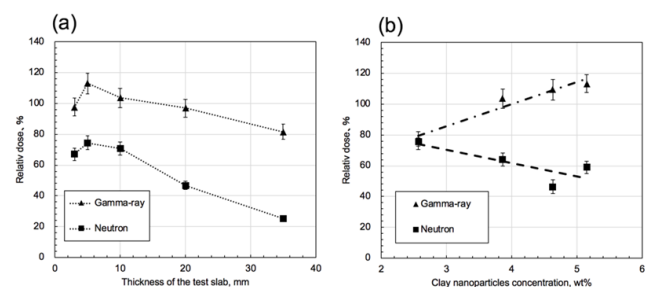 (a)
140
120
100
80
60
40
20
0
Relativ dose, %
Gamma-ray
Neutron
0 10 20 30 40
Thickness of the test slab, mm
(b)
140
120
100
80
60
40
20
0
Relativ dose, %
Gamma-ray
Neutron
2 3 4 5 6
Clay nanoparticles concentration, wt%